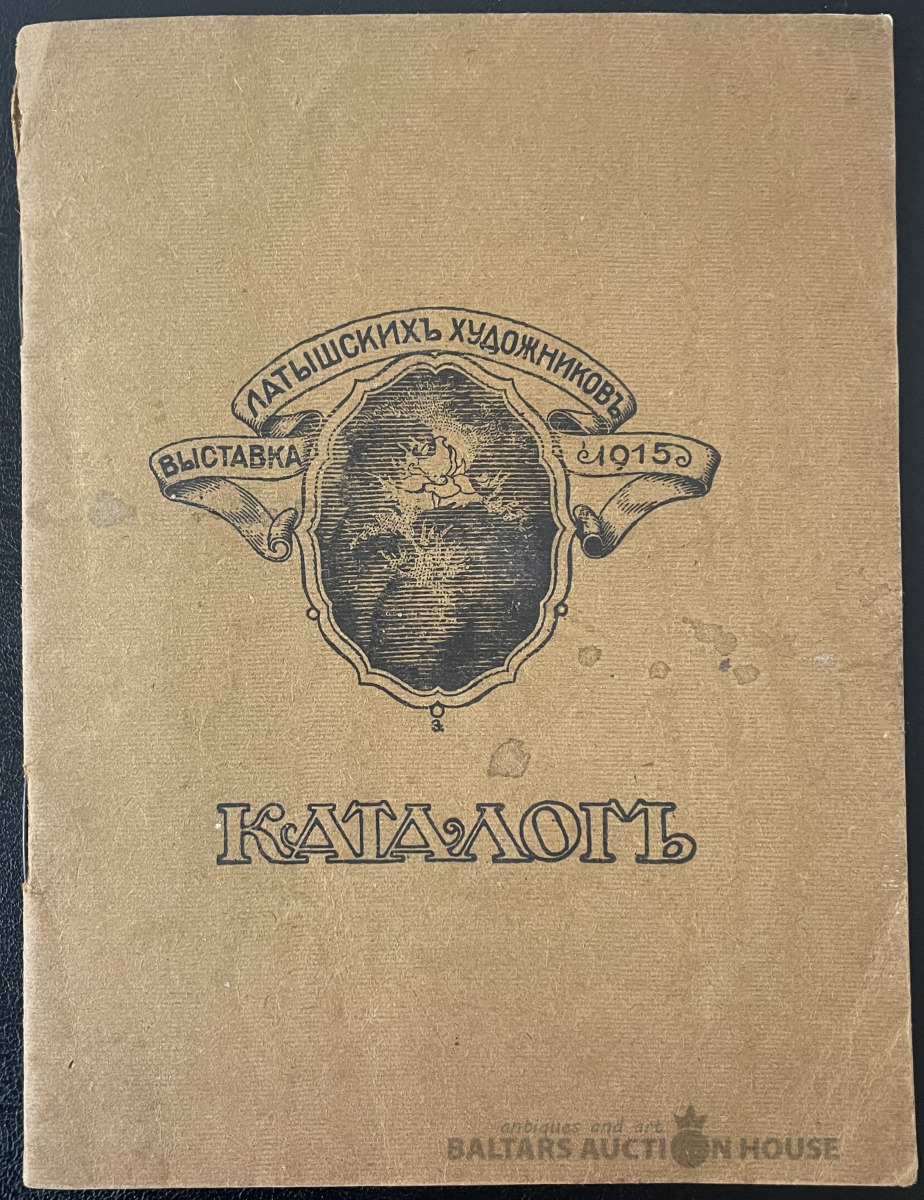 ВЫСТАВКА
ЛАТЫШСКИХЪ ХУДОЖНИКОВЪ
1915
КАТАЛОГЪ
antiques and art
BALTARS AUCTION HOUSE